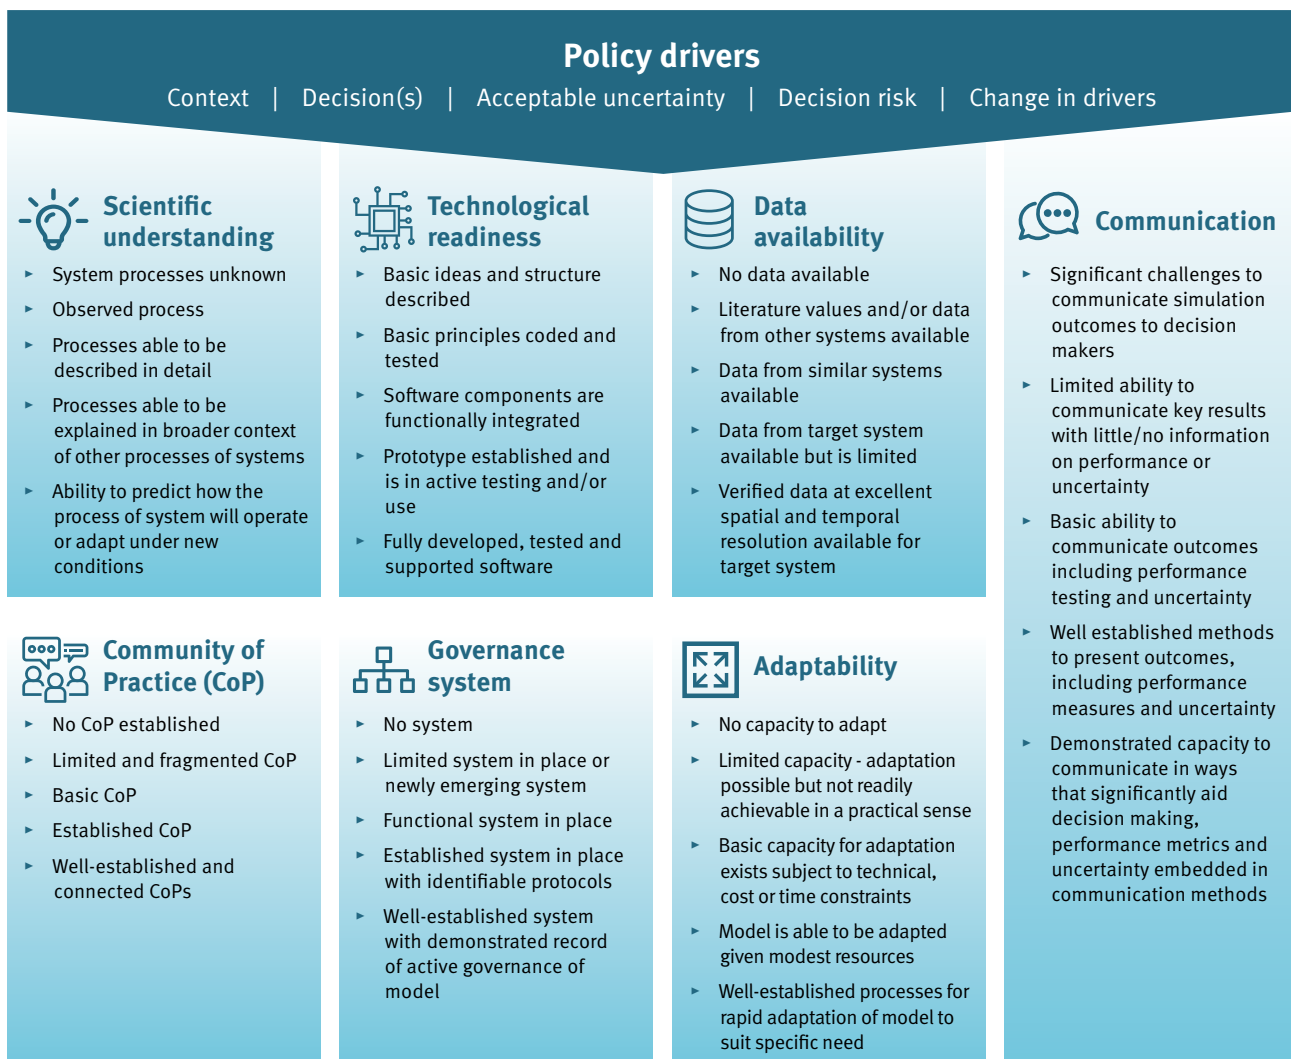 Policy drivers
Context | Decision(s) | Acceptable uncertainty | Decision risk | Change in drivers
Scientific
understanding
▸ System processes unknown
▸ Observed process
▸ Processes able to be
described in detail
▸ Processes able to be
explained in broader context
of other processes of systems
▸ Ability to predict how the
process of system will operate
or adapt under new
conditions
Technological
readiness
▸ Basic ideas and structure
described
▸ Basic principles coded and
tested
▸ Software components are
functionally integrated
▸ Prototype established and
is in active testing and/or
use
▸ Fully developed, tested and
supported software
Data
availability
▸ No data available
▸ Literature values and/or data
from other systems available
▸ Data from similar systems
available
▸ Data from target system
available but is limited
▸ Verified data at excellent
spatial and temporal
resolution available for
target system
Communication
▸ Significant challenges to
communicate simulation
outcomes to decision
makers
▸ Limited ability to
communicate key results
with little/no information
on performance or
uncertainty
▸ Basic ability to
communicate outcomes
including performance
testing and uncertainty
▸ Well established methods
to present outcomes,
including performance
measures and uncertainty
▸ Demonstrated capacity to
communicate in ways
that significantly aid
decision making,
performance metrics and
uncertainty embedded in
communication methods
Community of
Practice (CoP)
▸ No CoP established
▸ Limited and fragmented CoP
▸ Basic CoP
▸ Established CoP
▸ Well-established and
connected CoPs
Governance
system
▸ No system
▸ Limited system in place or
newly emerging system
▸ Functional system in place
▸ Established system in place
with identifiable protocols
▸ Well-established system
with demonstrated record
of active governance of
model
Adaptability
▸ No capacity to adapt
▸ Limited capacity - adaptation
possible but not readily
achievable in a practical sense
▸ Basic capacity for adaptation
exists subject to technical,
cost or time constraints
▸ Model is able to be adapted
given modest resources
▸ Well-established processes for
rapid adaptation of model to
suit specific need